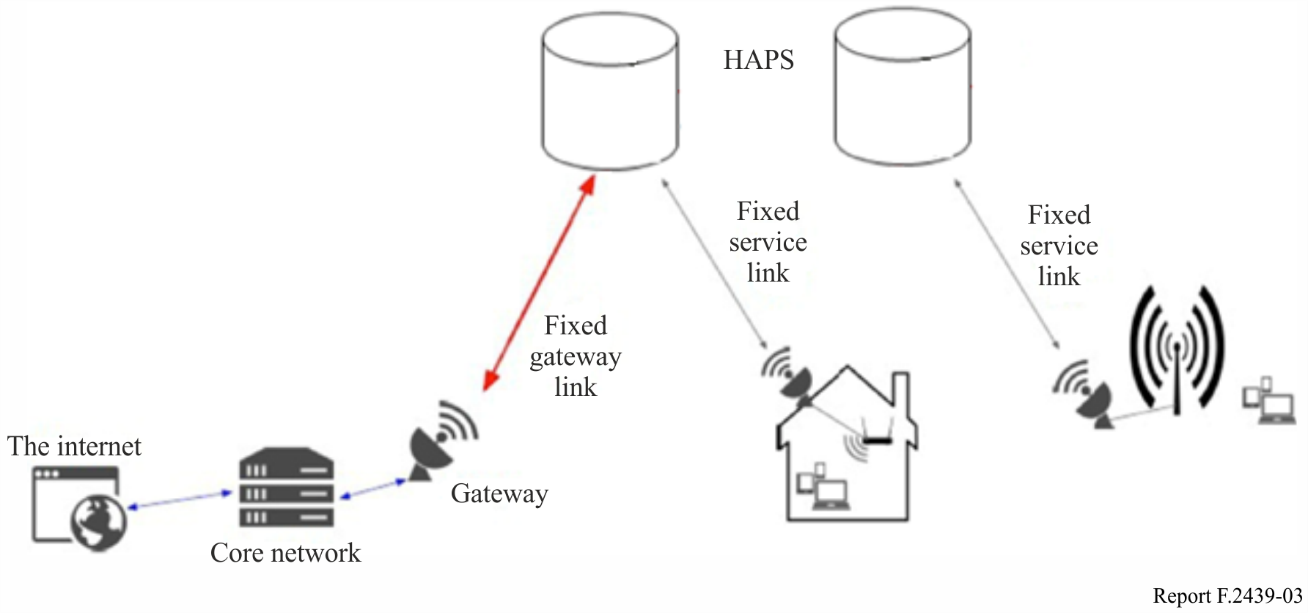 HAPS
Fixed
service
link
Fixed
service
link
Fixed
gateway
link
The internet
Gateway
Core network
Report F.2439-03